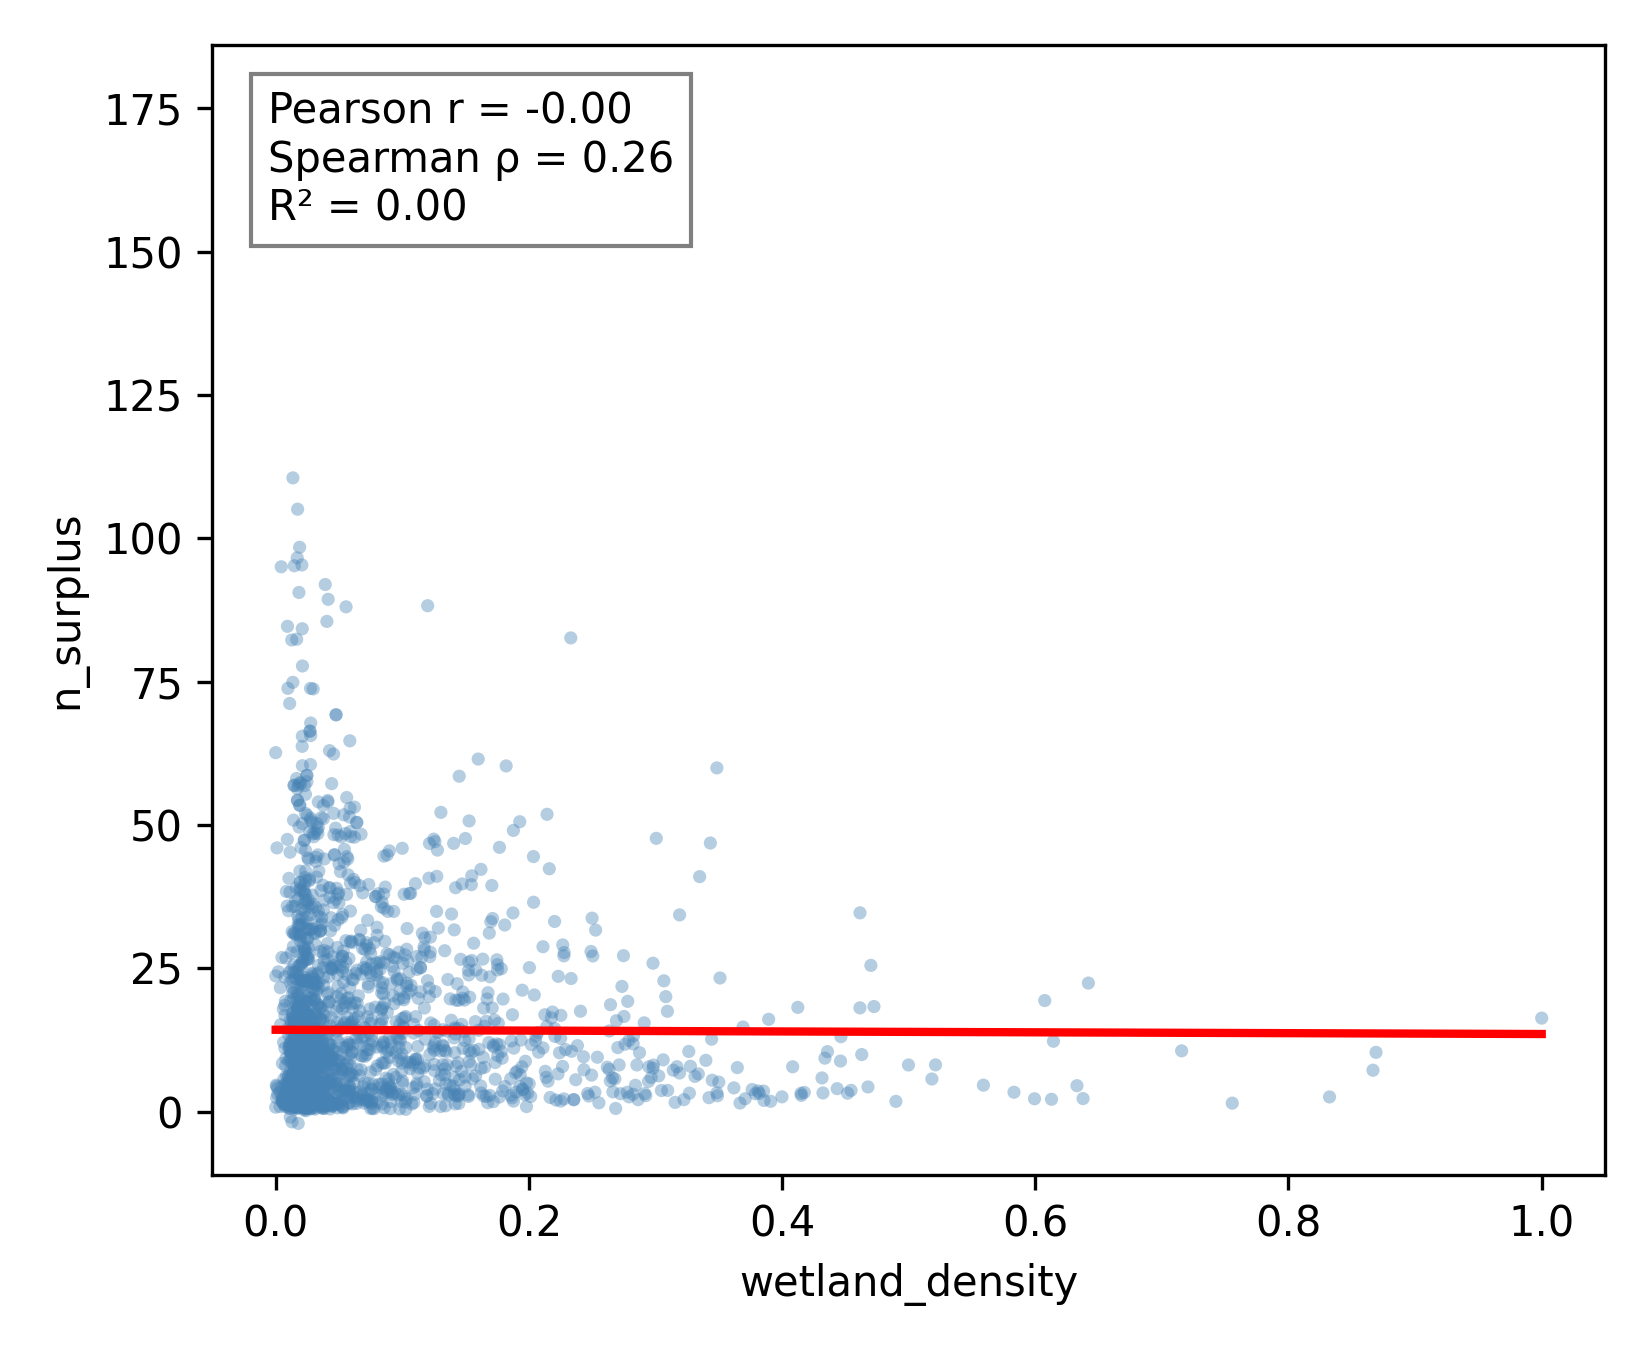 Pearson r = -0.00
Spearman ρ = 0.26
R² = 0.00
175
150
125
100
75
50
25
0
n_surplus
0.0 0.2 0.4 0.6 0.8 1.0
wetland_density